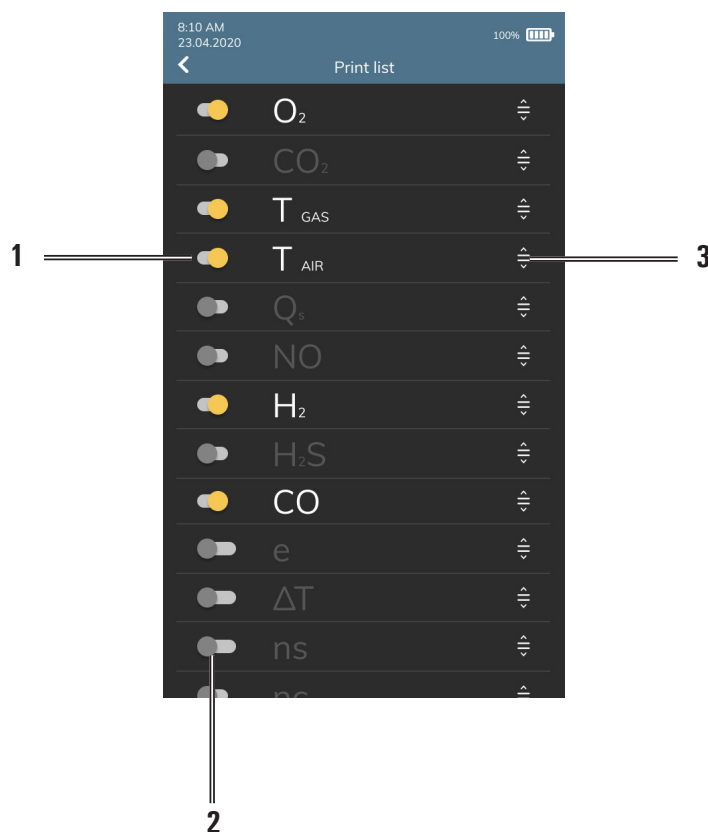 8:10 AM
23.04.2020
100%
Print list
O₂
CO₂
T GAS
1
T AIR
3
Qₛ
NO
H₂
H₂S
CO
e
ΔT
ns
2